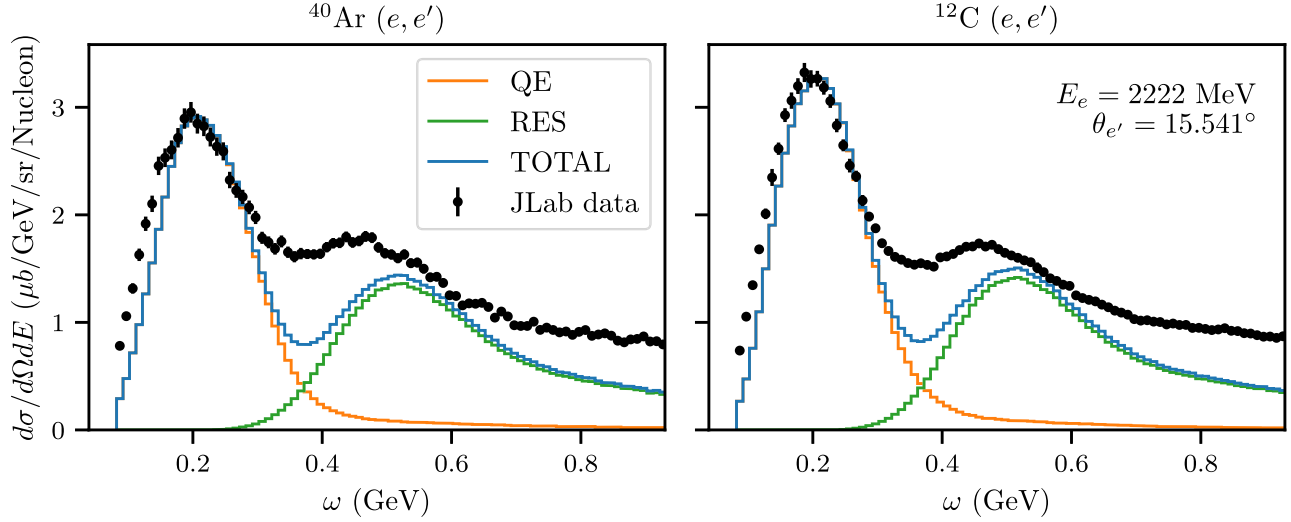 ⁴⁰Ar (e, e′)
dσ/dΩdE (μb/GeV/sr/Nucleon)
3
2
1
0
QE
RES
TOTAL
JLab data
0.2 0.4 0.6 0.8
ω (GeV)
¹²C (e, e′)
Eₑ = 2222 MeV
θₑ′ = 15.541°
0.2 0.4 0.6 0.8
ω (GeV)